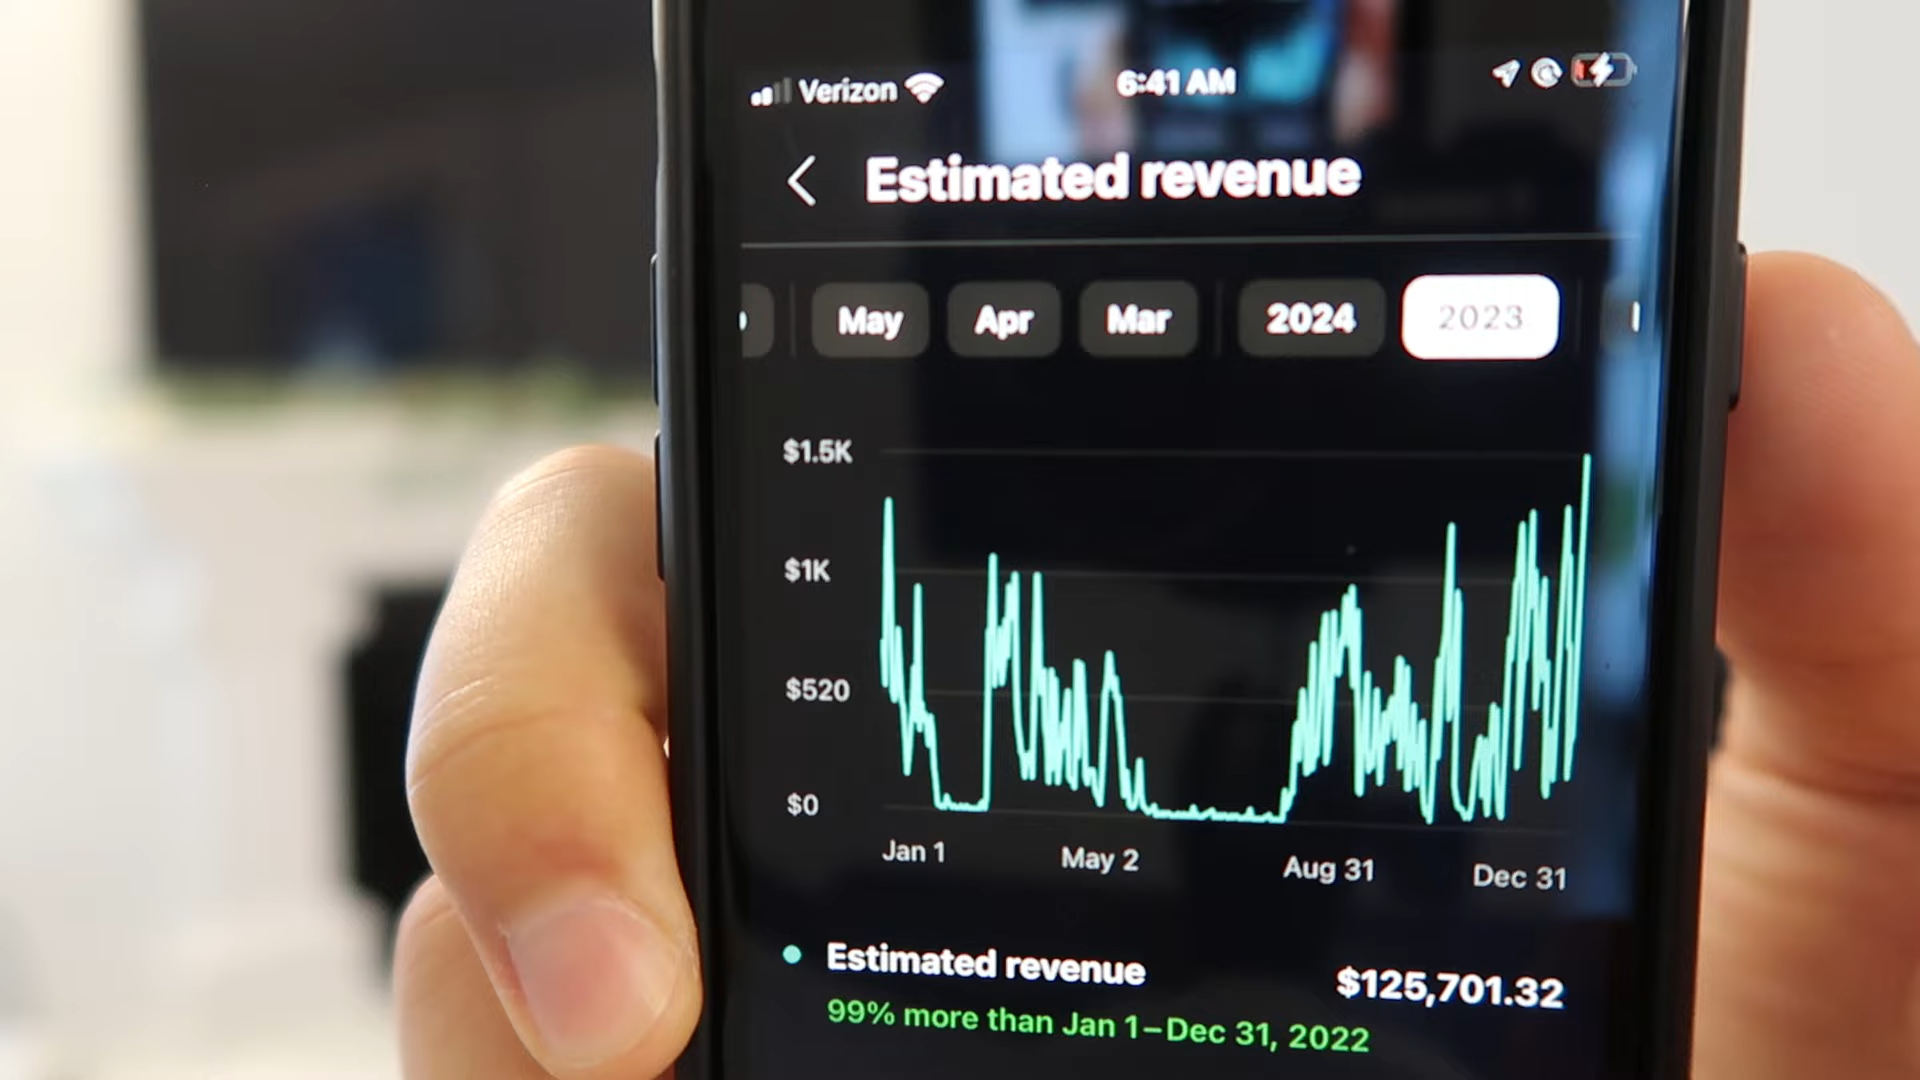 Verizon 6:41 AM
Estimated revenue
May Apr Mar 2024 2023
$1.5K
$1K
$520
$0
Jan 1 May 2 Aug 31 Dec 31
Estimated revenue $125,701.32
99% more than Jan 1–Dec 31, 2022